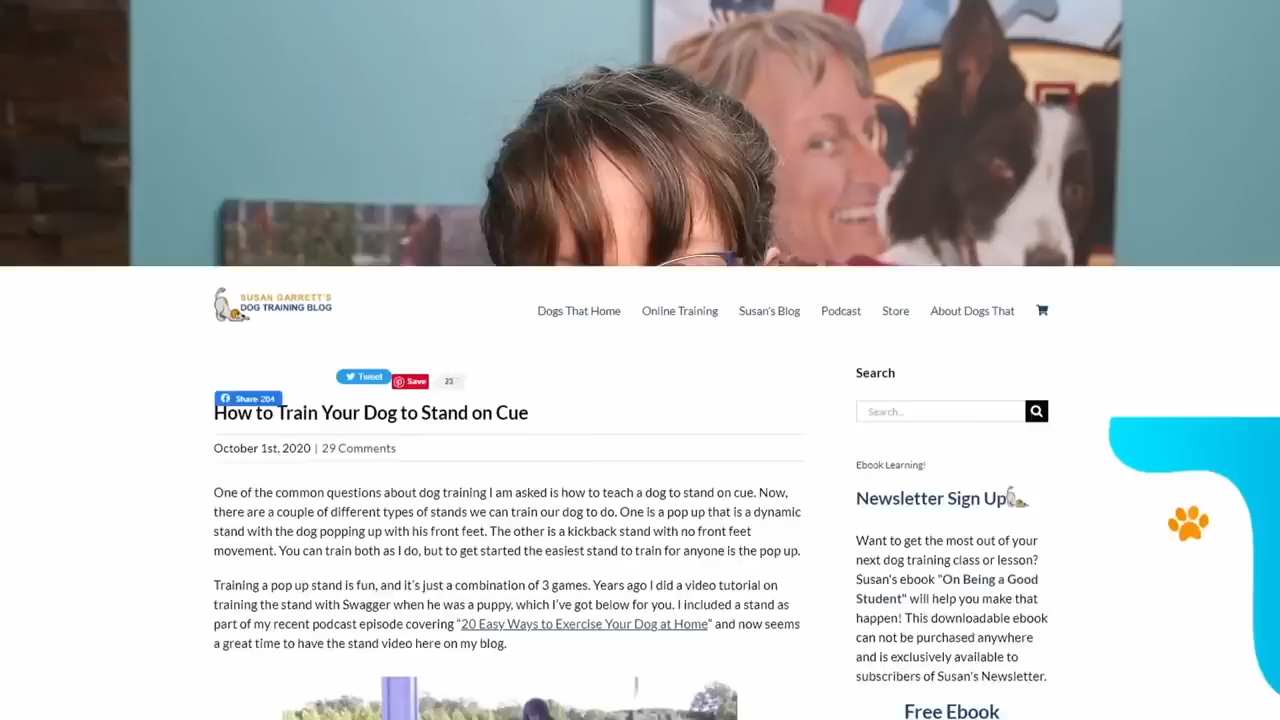 SUSAN GARRETT'S
DOG TRAINING BLOG
Dogs That Home Online Training Susan's Blog Podcast Store About Dogs That
Tweet Save 23
Share 204
How to Train Your Dog to Stand on Cue
October 1st, 2020 | 29 Comments
One of the common questions about dog training I am asked is how to teach a dog to stand on cue. Now,
there are a couple of different types of stands we can train our dog to do. One is a pop up that is a dynamic
stand with the dog popping up with his front feet. The other is a kickback stand with no front feet
movement. You can train both as I do, but to get started the easiest stand to train for anyone is the pop up.
Training a pop up stand is fun, and it's just a combination of 3 games. Years ago I did a video tutorial on
training the stand with Swagger when he was a puppy, which I've got below for you. I included a stand as
part of my recent podcast episode covering “20 Easy Ways to Exercise Your Dog at Home“ and now seems
a great time to have the stand video here on my blog.
Search
Search...
Ebook Learning!
Newsletter Sign Up
Want to get the most out of your
next dog training class or lesson?
Susan's ebook "On Being a Good
Student" will help you make that
happen! This downloadable ebook
can not be purchased anywhere
and is exclusively available to
subscribers of Susan's Newsletter.
Free Ebook